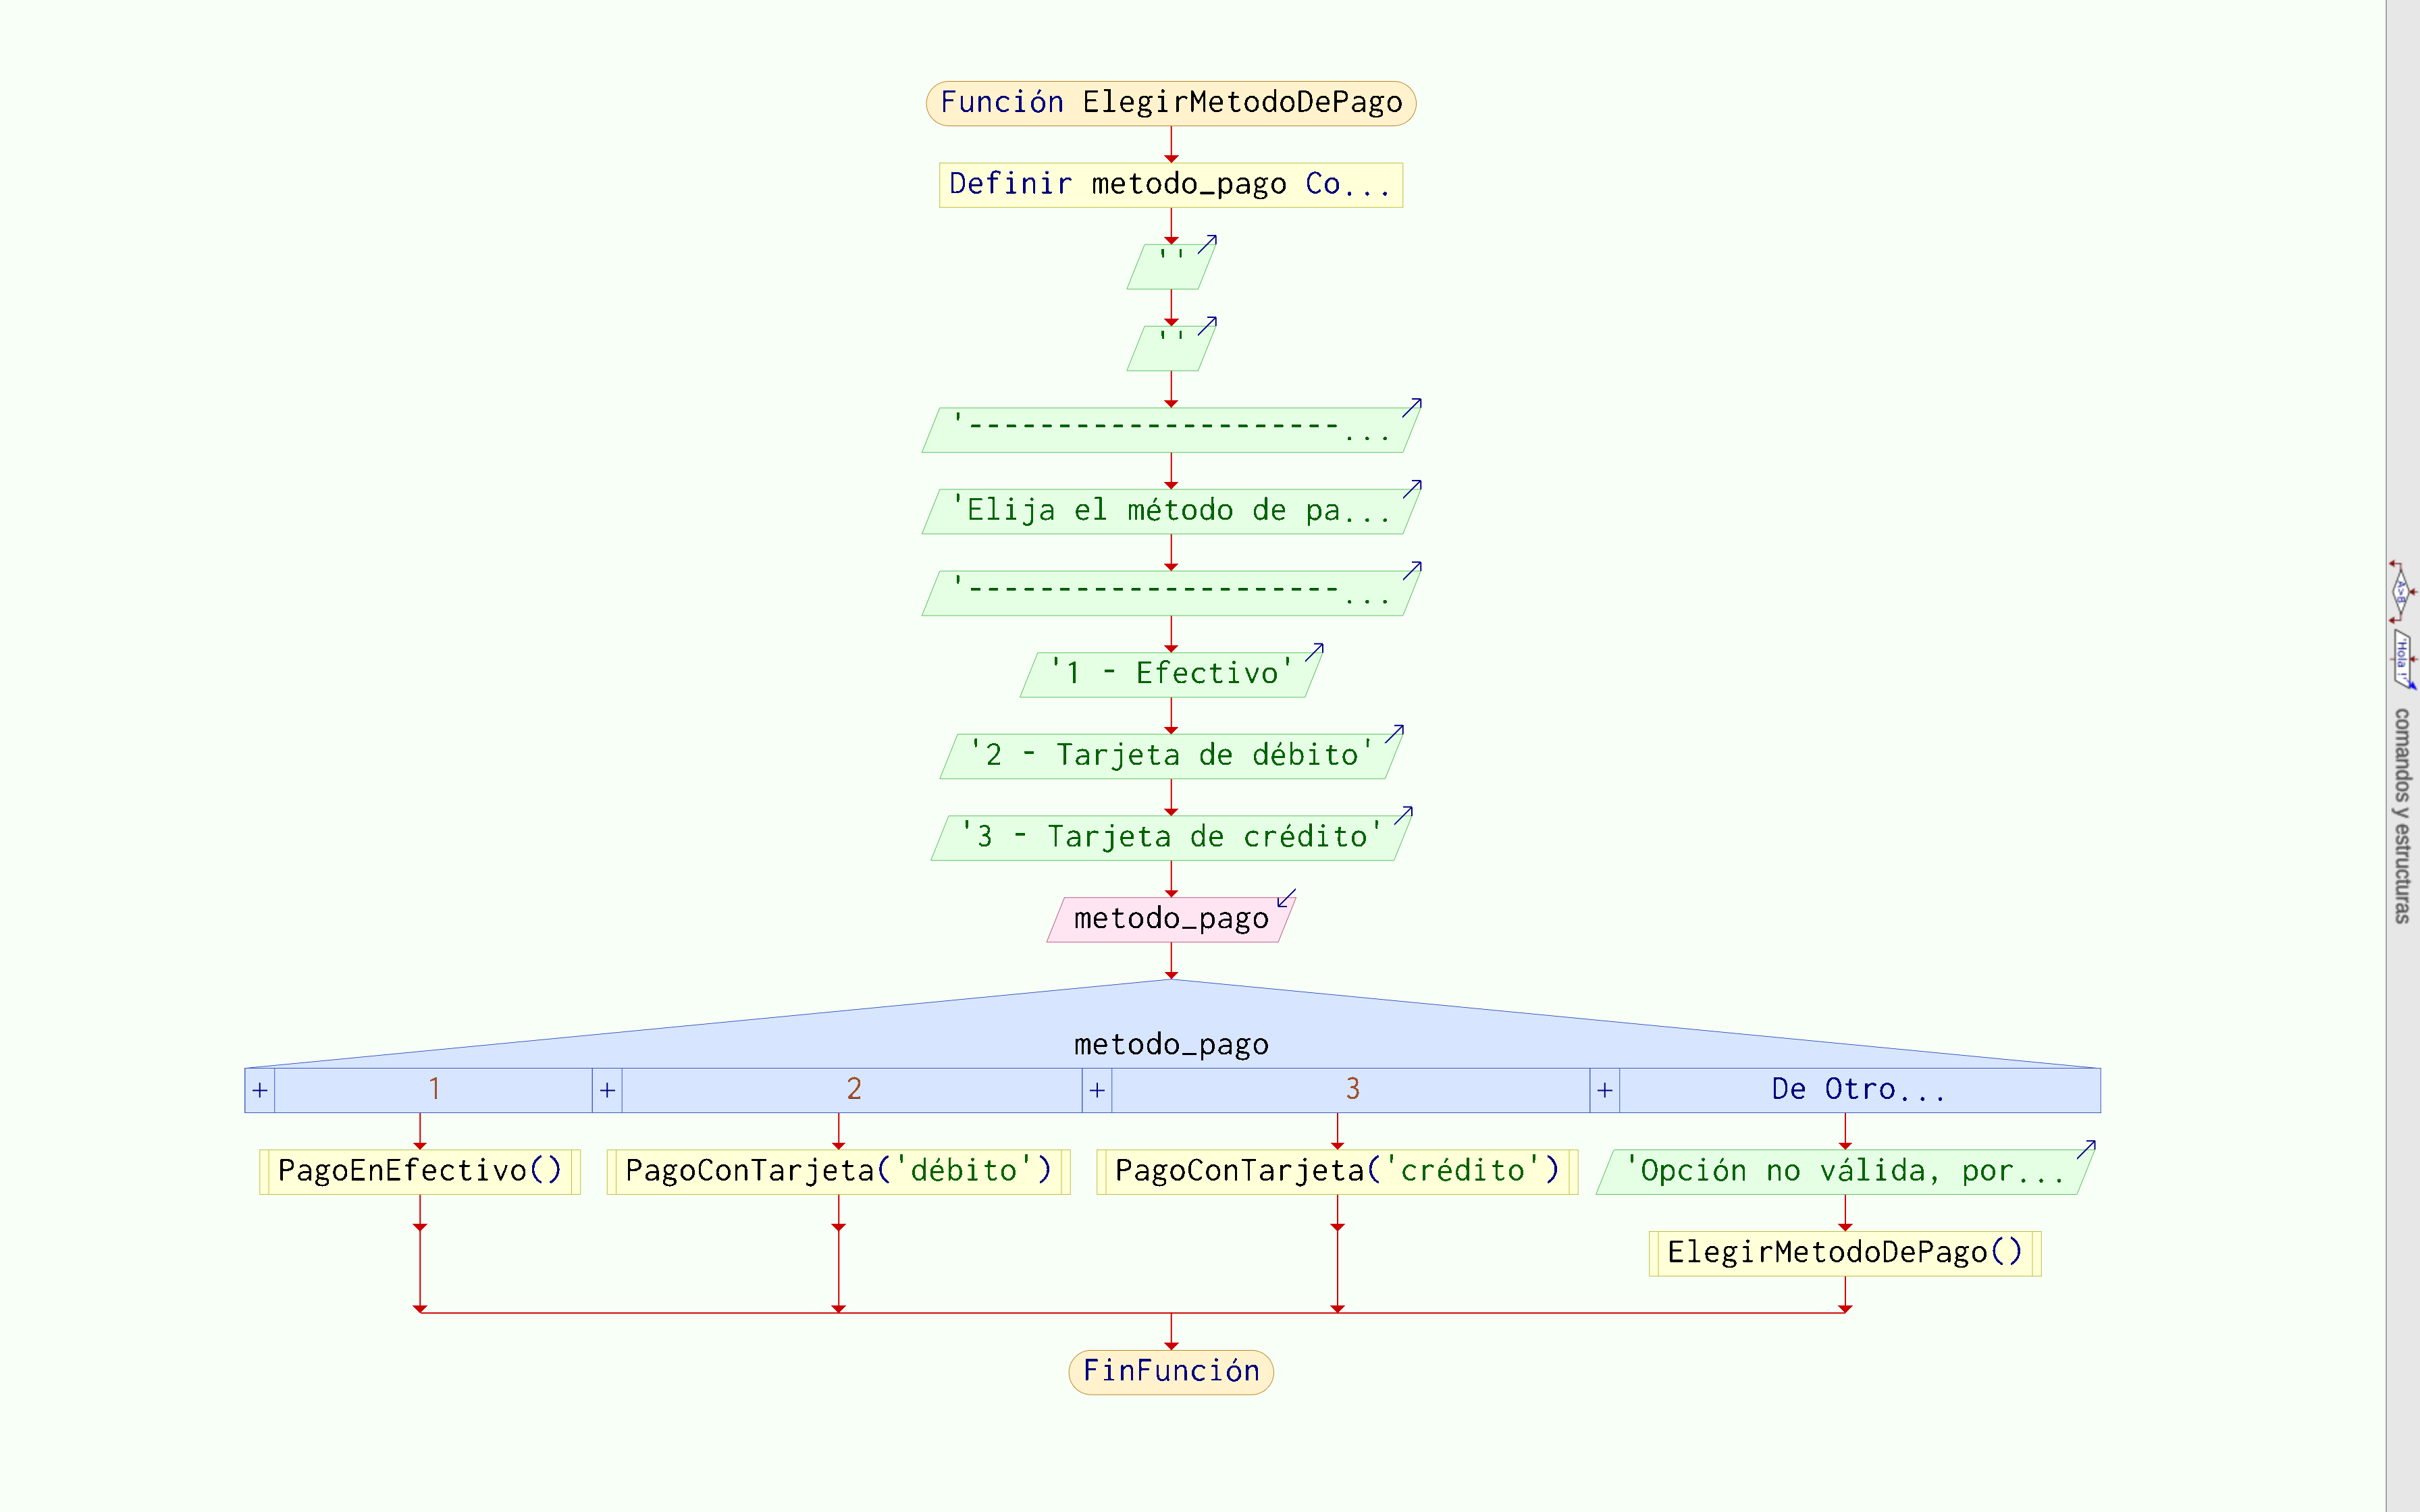 Función ElegirMetodoDePago
Definir metodo_pago Co...
''
''
'---------------------...
'Elija el método de pa...
'---------------------...
'1 - Efectivo'
'2 - Tarjeta de débito'
'3 - Tarjeta de crédito'
metodo_pago
metodo_pago
+ 1 + 2 + 3 + De Otro...
PagoEnEfectivo() PagoConTarjeta('débito') PagoConTarjeta('crédito') 'Opción no válida, por...
ElegirMetodoDePago()
FinFunción
A>B
'Hola !'
comandos y estructuras